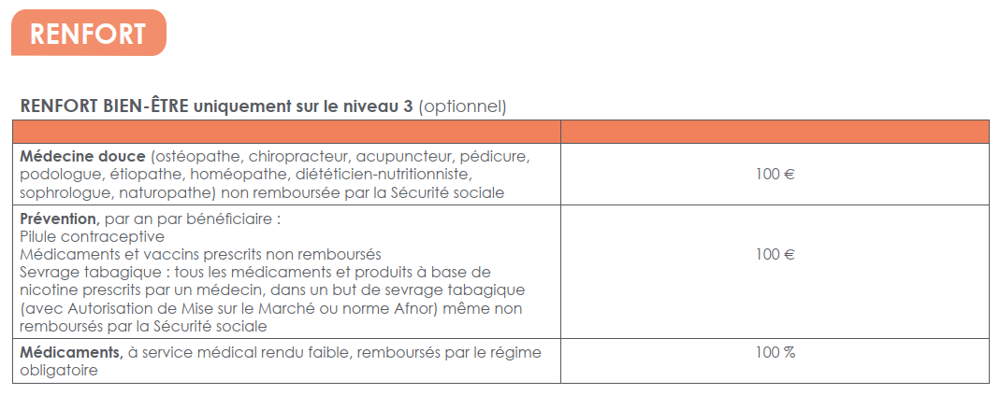 RENFORT
RENFORT BIEN-ÊTRE uniquement sur le niveau 3 (optionnel)
Médecine douce (ostéopathe, chiropracteur, acupuncteur, pédicure,
podologue, étiopathe, homéopathe, diététicien-nutritionniste,
sophrologue, naturopathe) non remboursée par la Sécurité sociale
100 €
Prévention, par an par bénéficiaire :
Pilule contraceptive
Médicaments et vaccins prescrits non remboursés
Sevrage tabagique : tous les médicaments et produits à base de
nicotine prescrits par un médecin, dans un but de sevrage tabagique
(avec Autorisation de Mise sur le Marché ou norme Afnor) même non
remboursés par la Sécurité sociale
100 €
Médicaments, à service médical rendu faible, remboursés par le régime
obligatoire
100 %